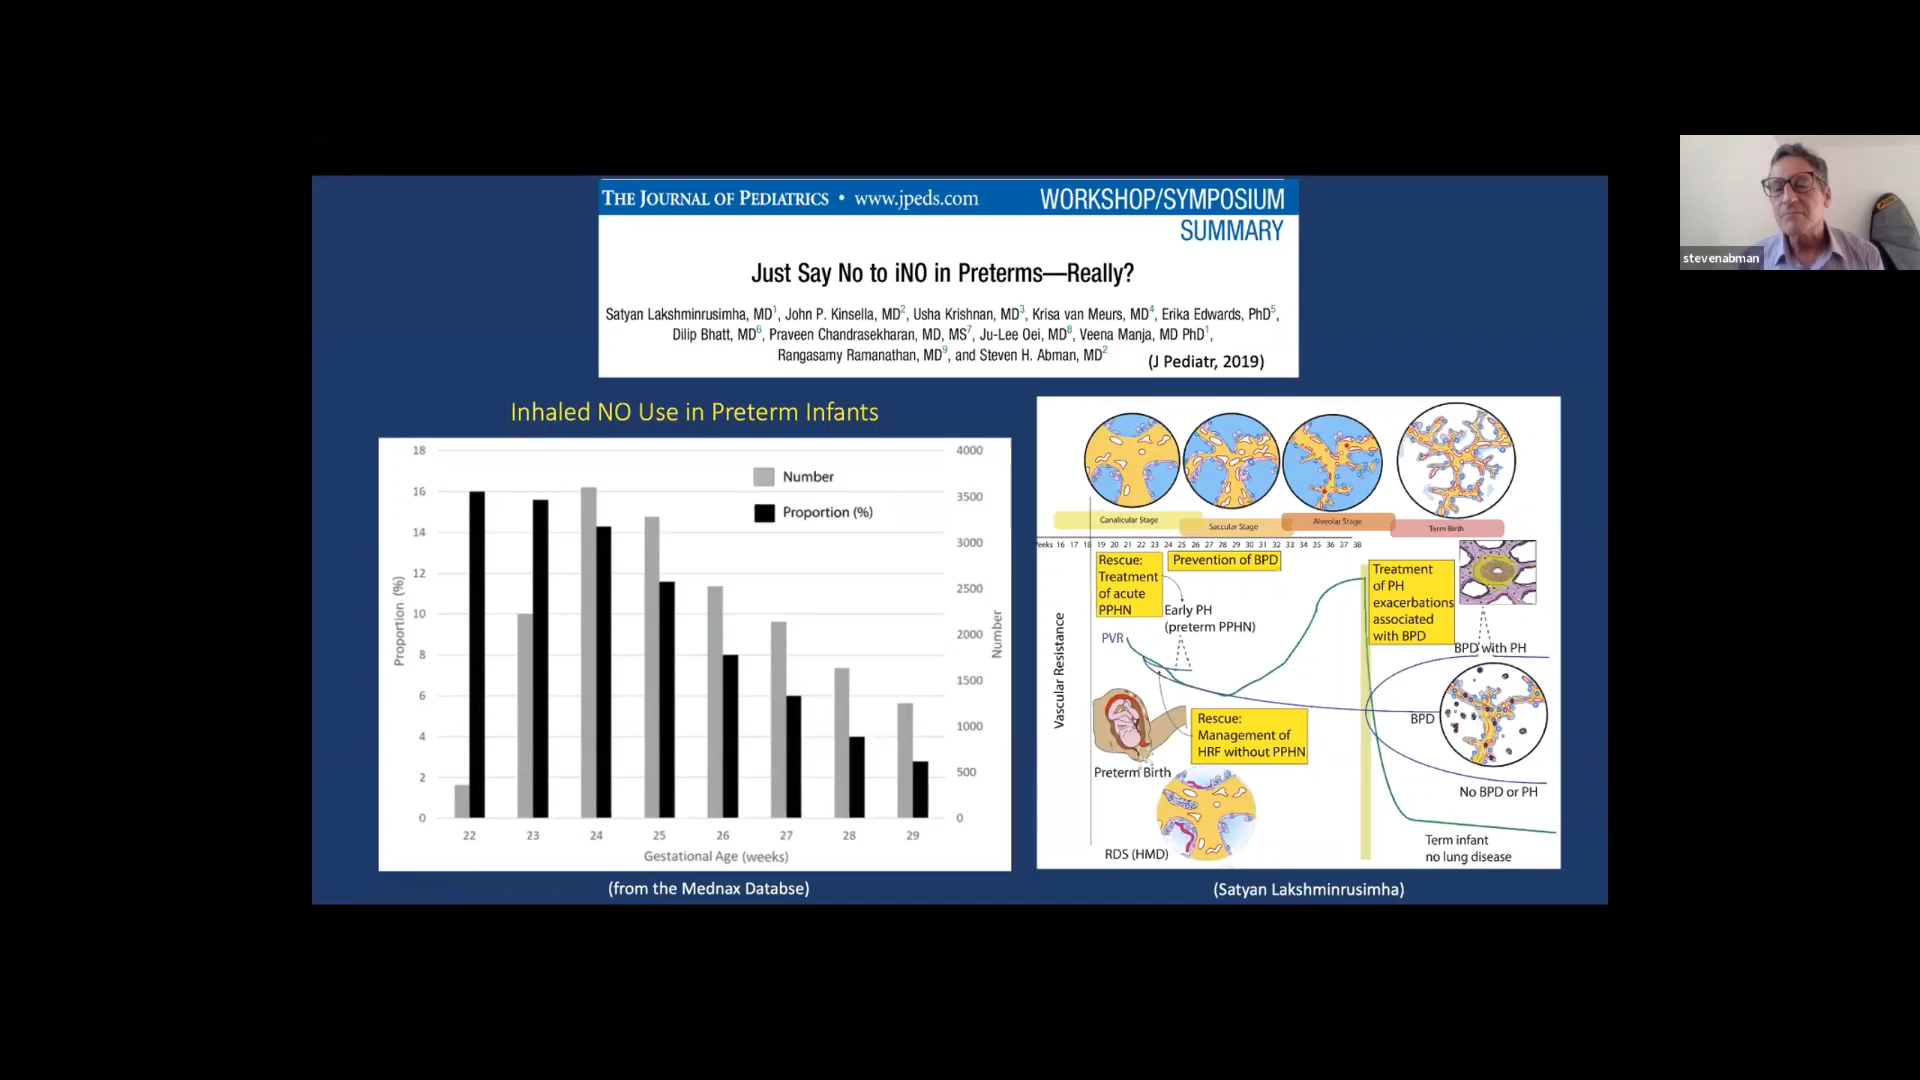 THE JOURNAL OF PEDIATRICS • www.jpeds.com
WORKSHOP/SYMPOSIUM
SUMMARY
Just Say No to iNO in Preterms—Really?
Satyan Lakshminrusimha, MD1, John P. Kinsella, MD2, Usha Krishnan, MD3, Krisa van Meurs, MD4, Erika Edwards, PhD5,
Dilip Bhatt, MD6, Praveen Chandrasekharan, MD, MS7, Ju-Lee Oei, MD8, Veena Manja, MD PhD1,
Rangasamy Ramanathan, MD9, and Steven H. Abman, MD2
(J Pediatr, 2019)
stevenabman
Inhaled NO Use in Preterm Infants
Number
Proportion (%)
18
16
14
12
10
8
6
4
2
0
Proportion (%)
4000
3500
3000
2500
2000
1500
1000
500
0
Number
22 23 24 25 26 27 28 29
Gestational Age (weeks)
(from the Mednax Databse)
Canalicular Stage
Saccular Stage
Alveolar Stage
Term Birth
eeks 16 17 18 19 20 21 22 23 24 25 26 27 28 29 30 31 32 33 34 35 36 37 38
Rescue:
Treatment
of acute
PPHN
Prevention of BPD
Treatment
of PH
exacerbations
associated
with BPD
Early PH
(preterm PPHN)
PVR
Vascular Resistance
BPD with PH
Rescue:
Management of
HRF without PPHN
BPD
Preterm Birth
No BPD or PH
RDS (HMD)
Term infant
no lung disease
(Satyan Lakshminrusimha)